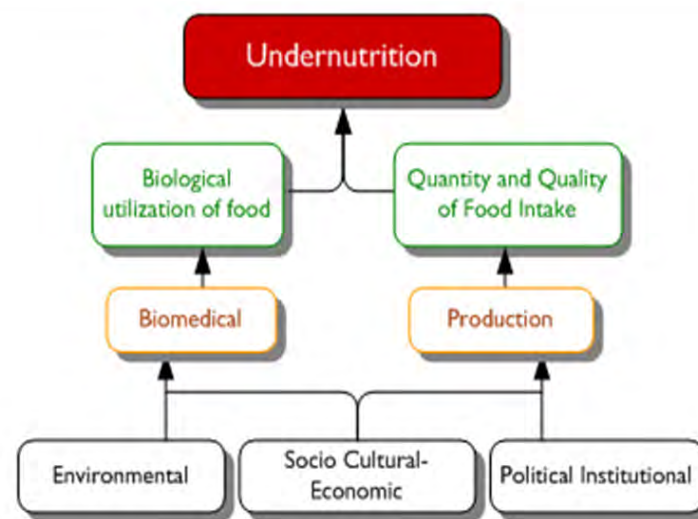 Undernutrition
Biological
utilization of food
Quantity and Quality
of Food Intake
Biomedical
Production
Environmental
Socio Cultural-
Economic
Political Institutional